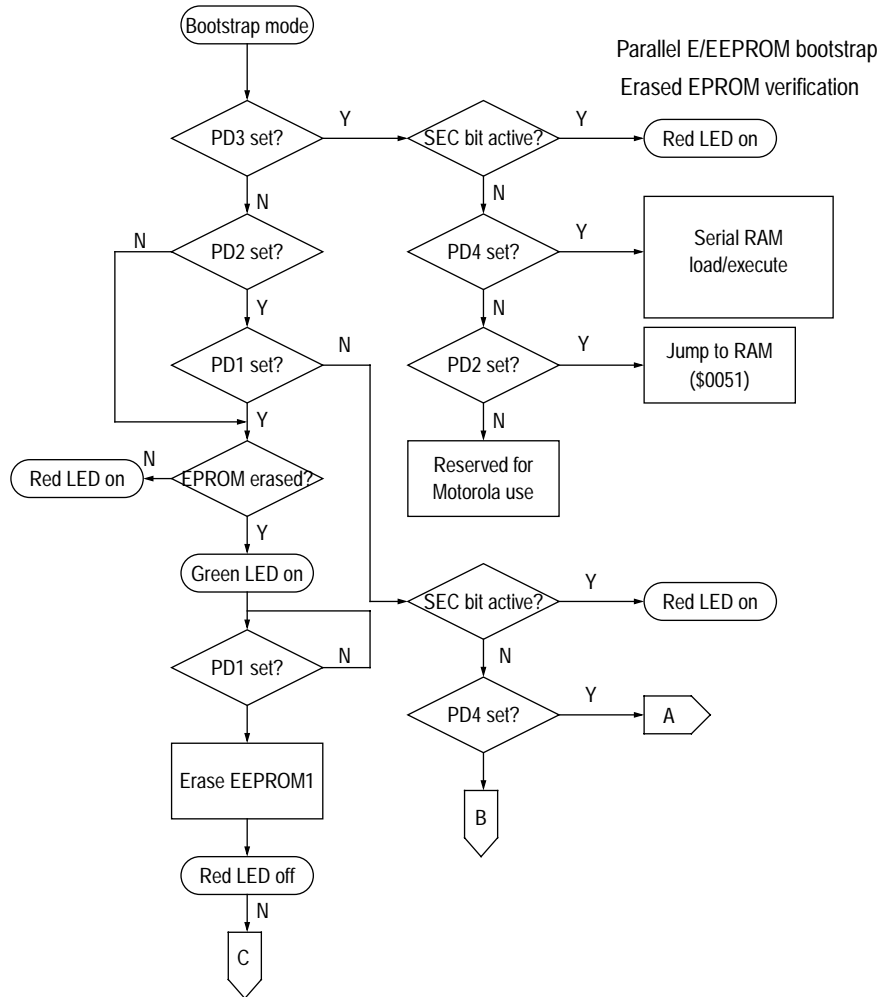 Bootstrap mode
Parallel E/EEPROM bootstrap
Erased EPROM verification
PD3 set?
Y
SEC bit active?
Y
Red LED on
N
N
N
PD2 set?
PD4 set?
Y
Serial RAM
load/execute
Y
N
PD1 set?
N
PD2 set?
Y
Jump to RAM
($0051)
Y
N
Red LED on
N
EPROM erased?
Reserved for
Motorola use
Y
Green LED on
SEC bit active?
Y
Red LED on
PD1 set?
N
N
PD4 set?
Y
A
Erase EEPROM1
B
Red LED off
N
C